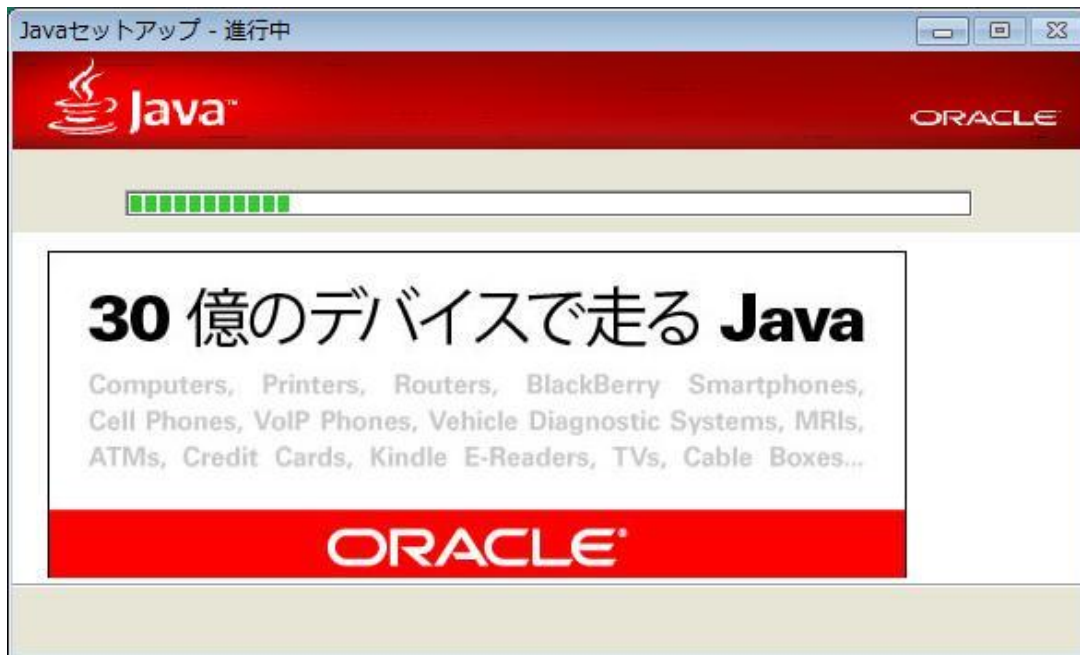 Javaセットアップ - 進行中
Java™
ORACLE
30 億のデバイスで走る Java
Computers, Printers, Routers, BlackBerry Smartphones,
Cell Phones, VoIP Phones, Vehicle Diagnostic Systems, MRIs,
ATMs, Credit Cards, Kindle E-Readers, TVs, Cable Boxes...
ORACLE®